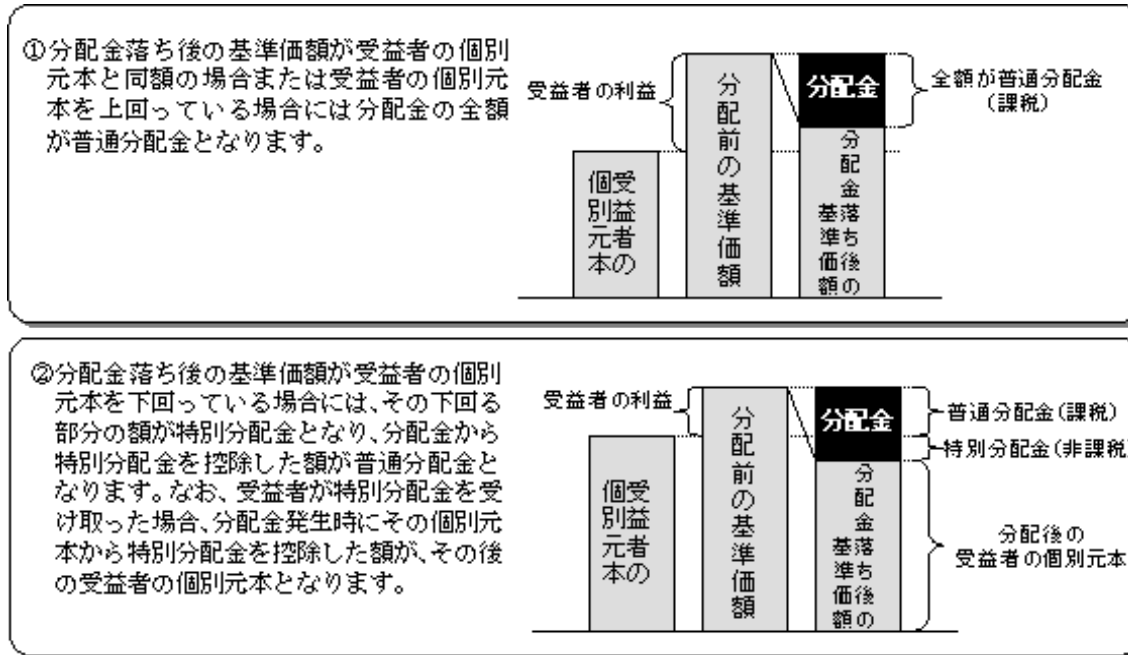 ①分配金落ち後の基準価額が受益者の個別
元本と同額の場合または受益者の個別元
本を上回っている場合には分配金の全額
が普通分配金となります。
受益者の利益
受益者の
個別元本
分配前の基準価額
分配金
分配金落ち後の
基準価額
全額が普通分配金
(課税)
②分配金落ち後の基準価額が受益者の個別
元本を下回っている場合には、その下回る
部分の額が特別分配金となり、分配金から
特別分配金を控除した額が普通分配金と
なります。なお、受益者が特別分配金を受
け取った場合、分配金発生時にその個別元
本から特別分配金を控除した額が、その後
の受益者の個別元本となります。
受益者の利益
受益者の
個別元本
分配前の基準価額
分配金
分配金落ち後の
基準価額
普通分配金(課税)
特別分配金(非課税)
分配後の
受益者の個別元本